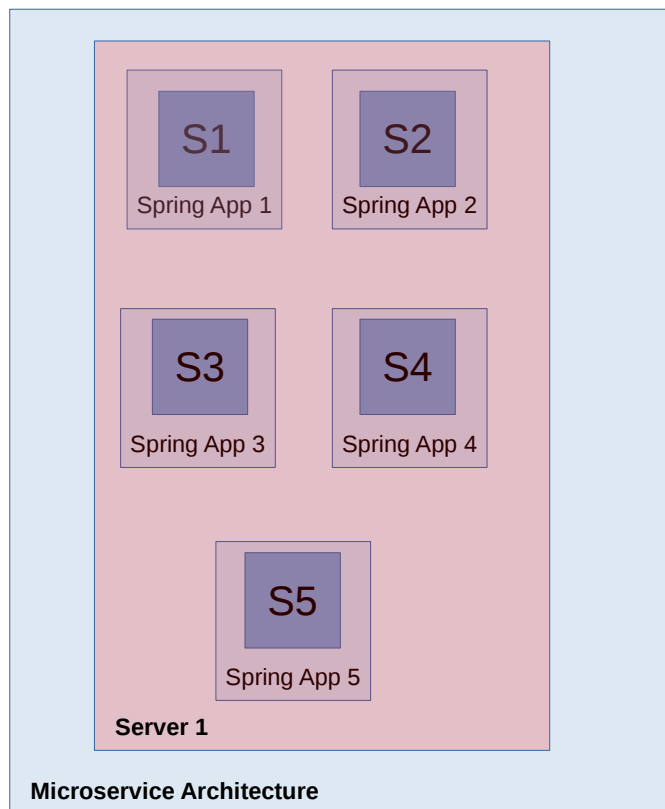 S1
Spring App 1
S2
Spring App 2
S3
Spring App 3
S4
Spring App 4
S5
Spring App 5
Server 1
Microservice Architecture